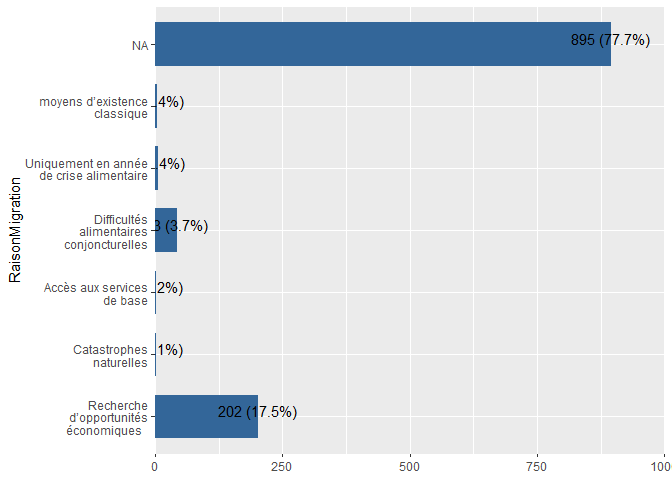 RaisonMigration
NA
895 (77.7%)
moyens d'existence
classique
4%)
Uniquement en année
de crise alimentaire
4%)
Difficultés
alimentaires
conjoncturelles
3 (3.7%)
Accès aux services
de base
2%)
Catastrophes
naturelles
1%)
Recherche
d'opportunités
économiques
202 (17.5%)
0
250
500
750
100